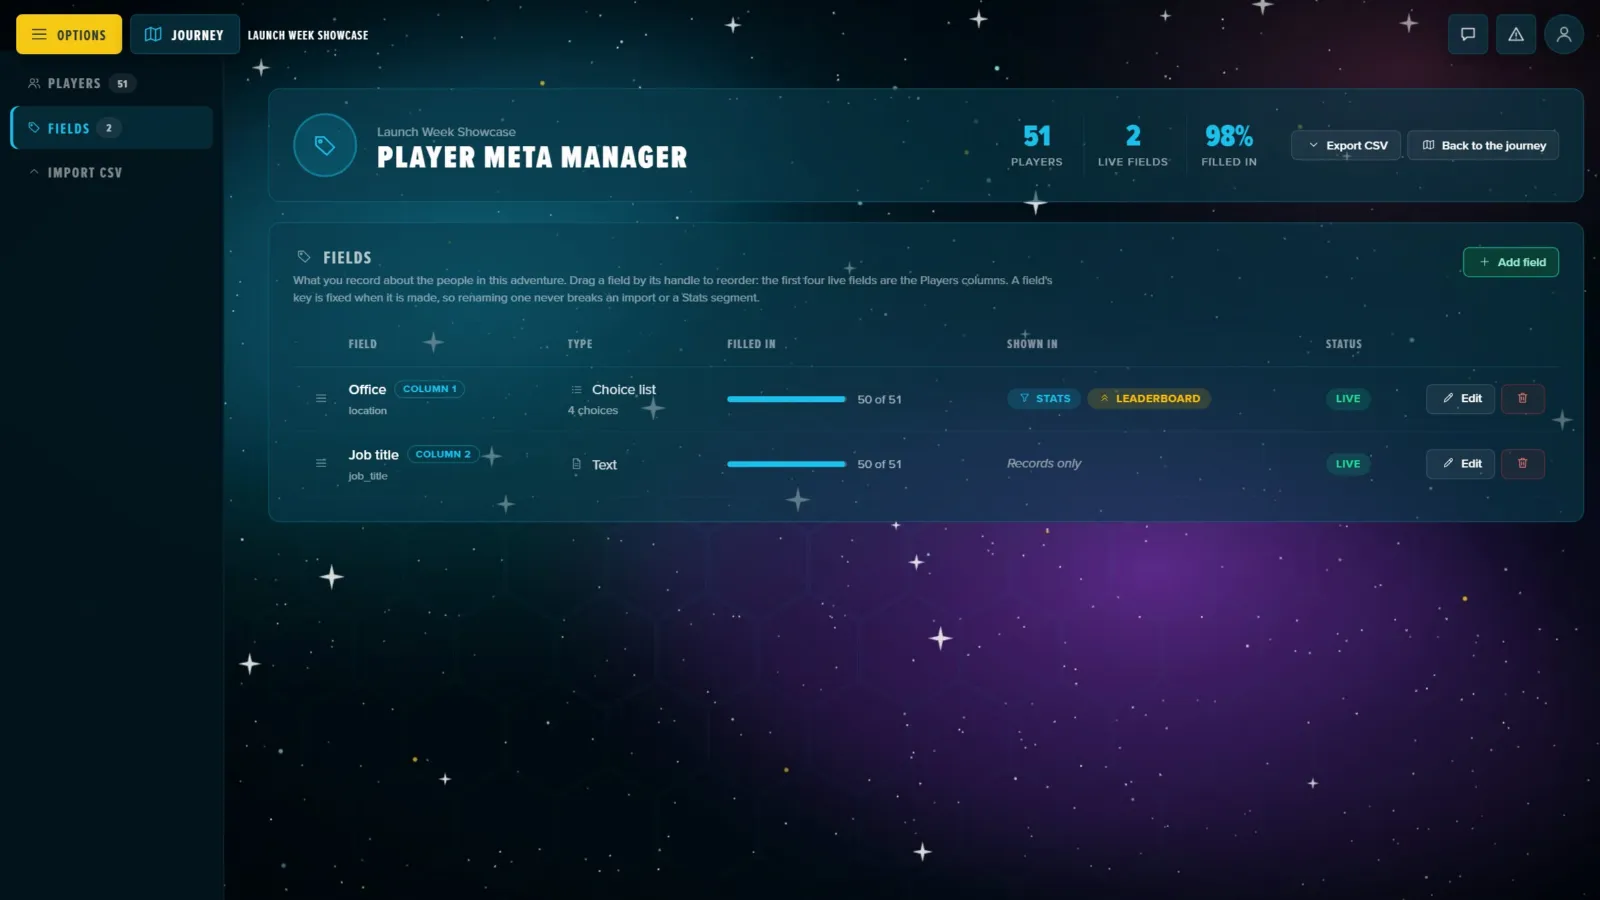 OPTIONS
JOURNEY
LAUNCH WEEK SHOWCASE
PLAYERS 51
FIELDS 2
IMPORT CSV
Launch Week Showcase
PLAYER META MANAGER
51
PLAYERS
2
LIVE FIELDS
98%
FILLED IN
Export CSV
Back to the journey
FIELDS
What you record about the people in this adventure. Drag a field by its handle to reorder: the first four live fields are the Players columns. A field's
key is fixed when it is made, so renaming one never breaks an import or a Stats segment.
Add field
FIELD TYPE FILLED IN SHOWN IN STATUS
Office COLUMN 1
location
Choice list
4 choices
50 of 51
STATS
LEADERBOARD
LIVE
Edit
Job title COLUMN 2
job_title
Text
50 of 51
Records only
LIVE
Edit